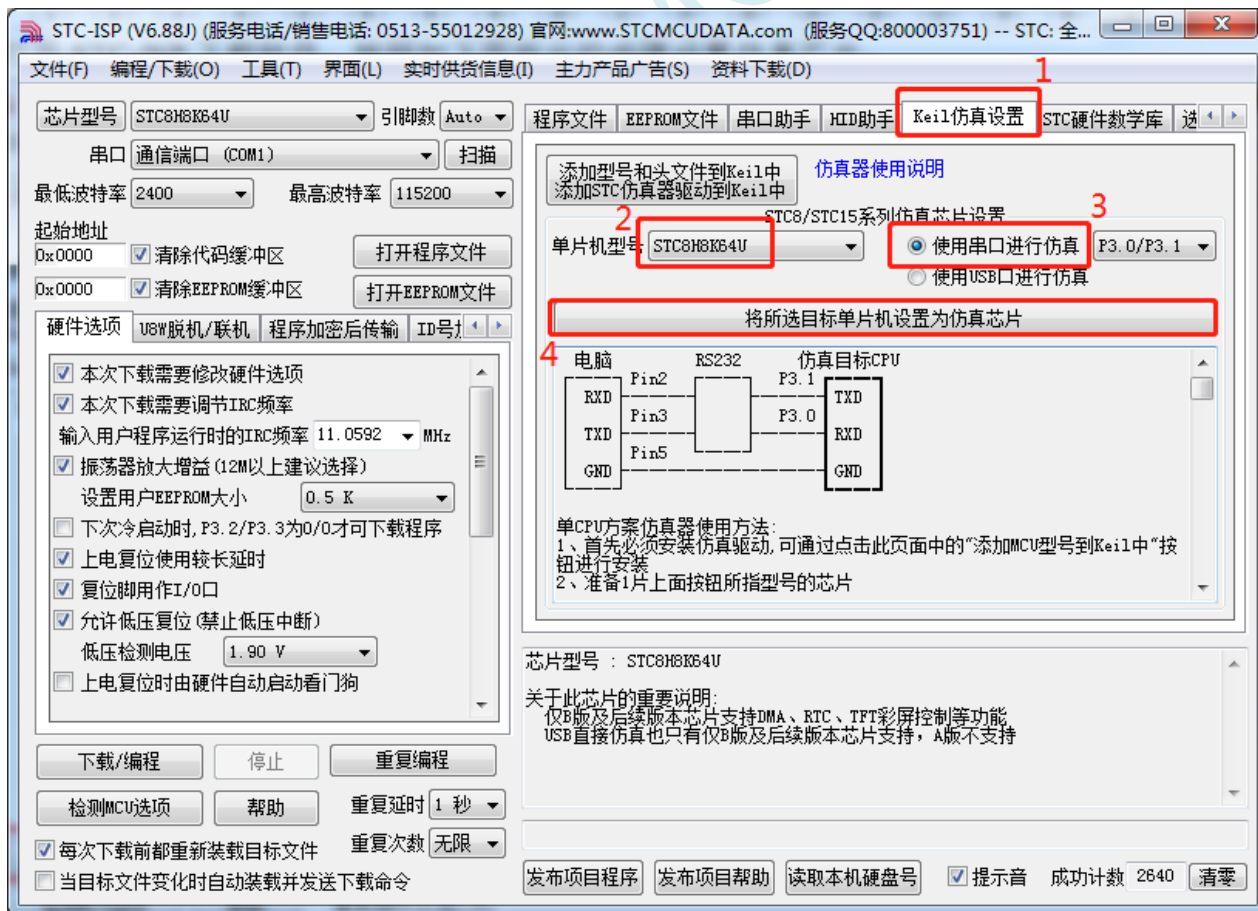 STC-ISP (V6.88J) (服务电话/销售电话: 0513-55012928) 官网:www.STCMCUDATA.com (服务QQ:800003751) -- STC: 全...
文件(F) 编程/下载(O) 工具(T) 界面(L) 实时供货信息(I) 主力产品广告(S) 资料下载(D)
1
芯片型号 STC8H8K64U 引脚数 Auto
串口 通信端口 (COM1) 扫描
最低波特率 2400 最高波特率 115200
起始地址
0x0000 清除代码缓冲区 打开程序文件
0x0000 清除EEPROM缓冲区 打开EEPROM文件
硬件选项 U8W脱机/联机 程序加密后传输
本次下载需要修改硬件选项
本次下载需要调节IRC频率
输入用户程序运行时的IRC频率 11.0592 MHz
振荡器放大增益(12M以上建议选择)
设置用户EEPROM大小 0.5 K
下次冷启动时,P3.2/P3.3为0/0才可下载程序
上电复位使用较长延时
复位脚用作I/O口
允许低压复位(禁止低压中断)
低压检测电压 1.90 V
上电复位时由硬件自动启动看门狗
下载/编程 停止 重复编程
检测MCU选项 帮助 重复延时 1 秒
每次下载前都重新装载目标文件 重复次数 无限
当目标文件变化时自动装载并发送下载命令
程序文件 EEPROM文件 串口助手 HID助手 Keil仿真设置 STC硬件数学库 选
添加型号和头文件到Keil中 仿真器使用说明
添加STC仿真器驱动到Keil中
STC8/STC15系列仿真芯片设置
2
3
单片机型号 STC8H8K64U 使用串口进行仿真 P3.0/P3.1
使用USB口进行仿真
将所选目标单片机设置为仿真芯片
4
电脑 RS232 仿真目标CPU
Pin2 P3.1
RXD TXD
Pin3 P3.0
TXD RXD
Pin5
GND GND
单CPU方案仿真器使用方法:
1、首先必须安装仿真驱动,可通过点击此页面中的"添加MCU型号到Keil中"按
钮进行安装
2、准备1片上面按钮所指型号的芯片
芯片型号 : STC8H8K64U
关于此芯片的重要说明:
仅B版及后续版本芯片支持DMA、RTC、TFT彩屏控制等功能
USB直接仿真也只有仅B版及后续版本芯片支持，A版不支持
发布项目程序 发布项目帮助 读取本机硬盘号 提示音 成功计数 2640 清零